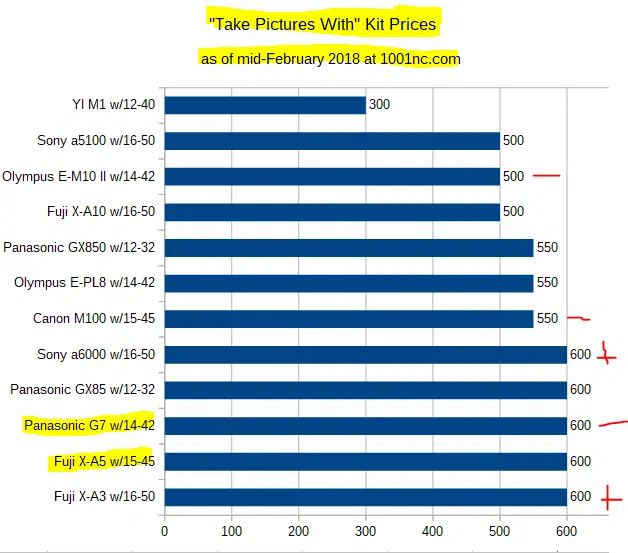 "Take Pictures With" Kit Prices
as of mid-February 2018 at 1001nc.com
YI M1 w/12-40 300
Sony a5100 w/16-50 500
Olympus E-M10 II w/14-42 500
Fuji X-A10 w/16-50 500
Panasonic GX850 w/12-32 550
Olympus E-PL8 w/14-42 550
Canon M100 w/15-45 550
Sony a6000 w/16-50 600
Panasonic GX85 w/12-32 600
Panasonic G7 w/14-42 600
Fuji X-A5 w/15-45 600
Fuji X-A3 w/16-50 600
0 100 200 300 400 500 600